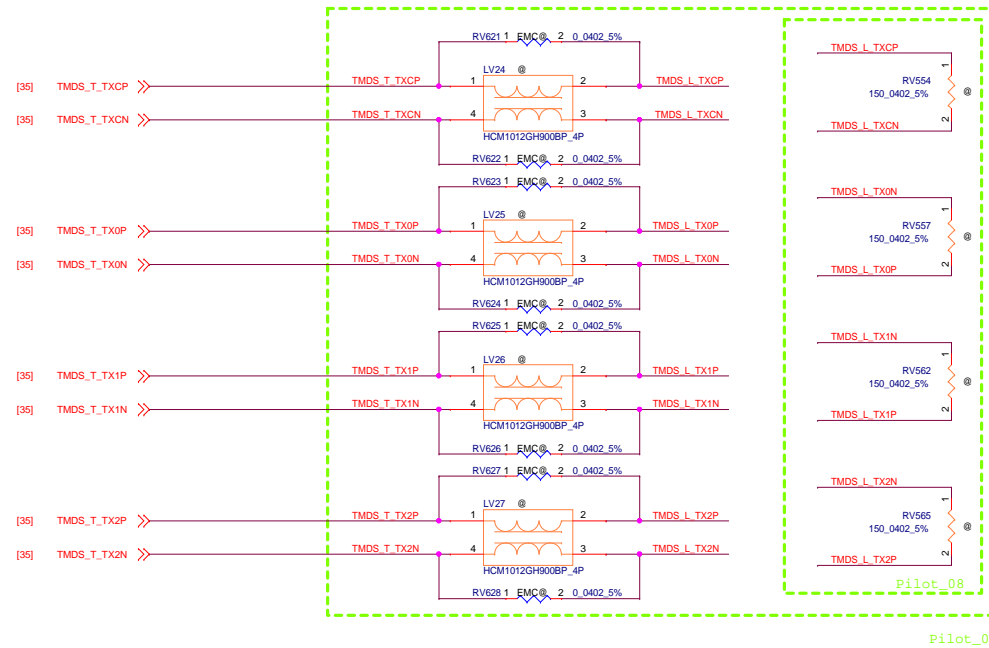 RV621 1 EMC@ 2 0_0402_5%
LV24 @
[35] TMDS_T_TXCP TMDS_T_TXCP 1 2 TMDS_L_TXCP
[35] TMDS_T_TXCN TMDS_T_TXCN 4 3 TMDS_L_TXCN
HCM1012GH900BP_4P
RV622 1 EMC@ 2 0_0402_5%
TMDS_L_TXCP
1
RV554
150_0402_5% @
2
TMDS_L_TXCN
RV623 1 EMC@ 2 0_0402_5%
LV25 @
[35] TMDS_T_TX0P TMDS_T_TX0P 1 2 TMDS_L_TX0P
[35] TMDS_T_TX0N TMDS_T_TX0N 4 3 TMDS_L_TX0N
HCM1012GH900BP_4P
RV624 1 EMC@ 2 0_0402_5%
TMDS_L_TX0N
1
RV557
150_0402_5% @
2
TMDS_L_TX0P
RV625 1 EMC@ 2 0_0402_5%
LV26 @
[35] TMDS_T_TX1P TMDS_T_TX1P 1 2 TMDS_L_TX1P
[35] TMDS_T_TX1N TMDS_T_TX1N 4 3 TMDS_L_TX1N
HCM1012GH900BP_4P
RV626 1 EMC@ 2 0_0402_5%
TMDS_L_TX1N
1
RV562
150_0402_5% @
2
TMDS_L_TX1P
RV627 1 EMC@ 2 0_0402_5%
LV27 @
[35] TMDS_T_TX2P TMDS_T_TX2P 1 2 TMDS_L_TX2P
[35] TMDS_T_TX2N TMDS_T_TX2N 4 3 TMDS_L_TX2N
HCM1012GH900BP_4P
RV628 1 EMC@ 2 0_0402_5%
TMDS_L_TX2N
1
RV565
150_0402_5% @
2
TMDS_L_TX2P
Pilot_08